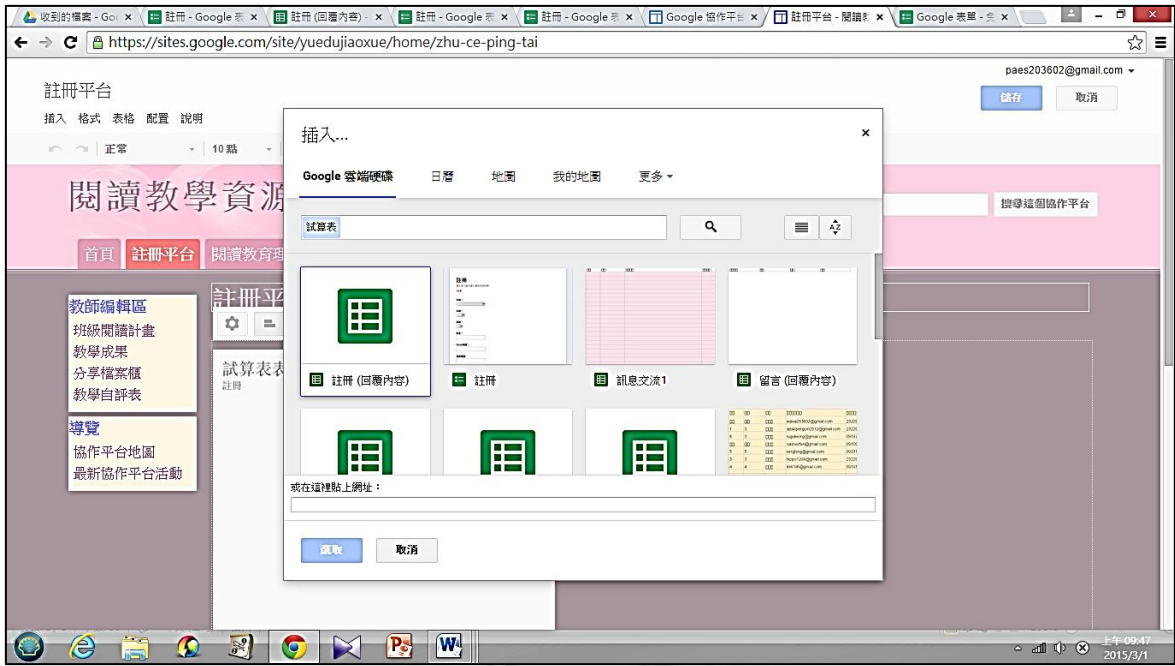 收到的檔案 - Go
註冊 - Google 表
註冊 (回覆內容) -
註冊 - Google 表
註冊 - Google 表
Google 協作平台
註冊平台 - 閱讀教
Google 表單 -
https://sites.google.com/site/yuedujiaoxue/home/zhu-ce-ping-tai
paes203602@gmail.com
註冊平台
儲存 取消
插入 格式 表格 配置 說明
正常 10 點
閱讀教學資源
搜尋這個協作平台
首頁 註冊平台 閱讀教育理
教師編輯區
班級閱讀計畫
教學成果
分享檔案櫃
教學自評表
導覽
協作平台地圖
最新協作平台活動
註冊平
試算表表
註冊
插入...
Google 雲端硬碟 日曆 地圖 我的地圖 更多
試算表
註冊 (回覆內容) 註冊 訊息交流1 留言 (回覆內容)
或在這裡貼上網址：
選取 取消
上午 09:47
2015/3/1